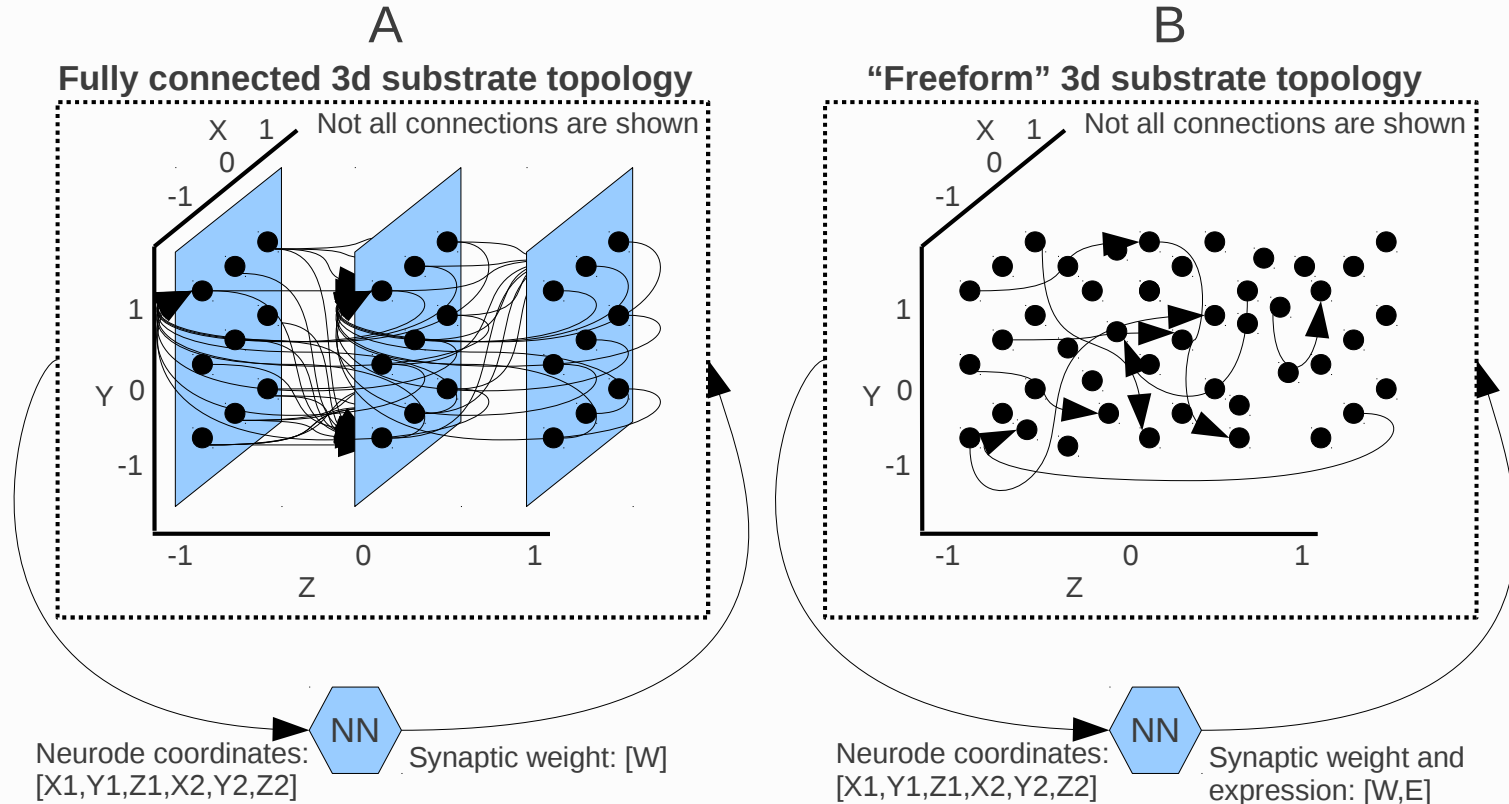 A
Fully connected 3d substrate topology
Not all connections are shown
X
1
0
-1
1
Y
0
-1
-1
0
1
Z
NN
Neurode coordinates:
[X1,Y1,Z1,X2,Y2,Z2]
Synaptic weight: [W]
B
“Freeform” 3d substrate topology
Not all connections are shown
X
1
0
-1
1
Y
0
-1
-1
0
1
Z
NN
Neurode coordinates:
[X1,Y1,Z1,X2,Y2,Z2]
Synaptic weight and
expression: [W,E]